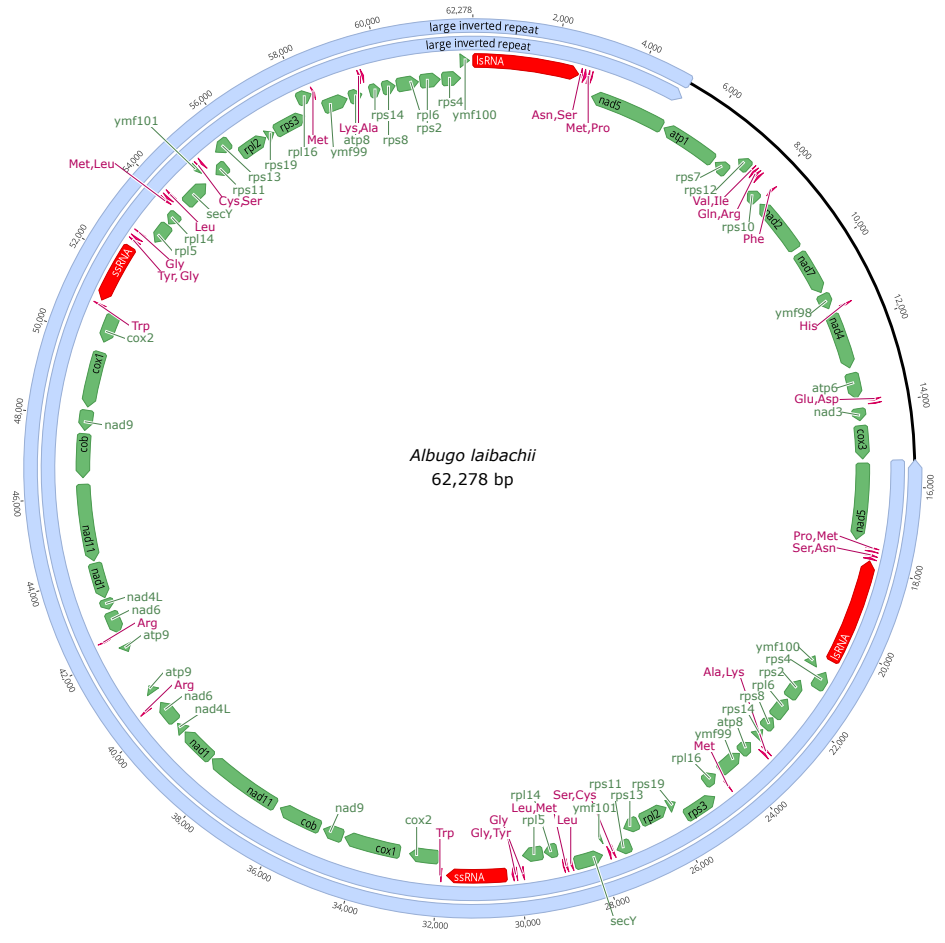 Albugo laibachii
62,278 bp
62,278
2,000
4,000
6,000
8,000
10,000
12,000
14,000
16,000
18,000
20,000
22,000
24,000
26,000
28,000
30,000
32,000
34,000
36,000
38,000
40,000
42,000
44,000
46,000
48,000
50,000
52,000
54,000
56,000
58,000
60,000
large inverted repeat
large inverted repeat
lsRNA
Asn,Ser
Met,Pro
nad5
atp1
rps7
rps12
Val,Ile
Gln,Arg
rps10
Phe
nad2
nad7
ymf98
His
nad4
atp6
Glu,Asp
nad3
cox3
nad5
Pro,Met
Ser,Asn
lsRNA
ymf100
rps4
rps2
rpl6
Ala,Lys
rps8
rps14
atp8
ymf99
Met
rpl16
rps3
rps19
rpl2
rps13
rps11
ymf101
Ser,Cys
secY
Leu
Leu,Met
rpl14
rpl5
Gly
Gly,Tyr
ssRNA
Trp
cox2
cox1
nad9
cob
nad11
nad1
nad4L
nad6
Arg
atp9
atp9
Arg
nad6
nad4L
nad1
nad11
cob
nad9
cox1
cox2
Trp
ssRNA
Tyr,Gly
Gly
rpl5
rpl14
Leu
Met,Leu
secY
ymf101
Cys,Ser
rps11
rps13
rpl2
rps19
rps3
rpl16
Met
ymf99
atp8
Lys,Ala
rps14
rps8
rpl6
rps2
rps4
ymf100